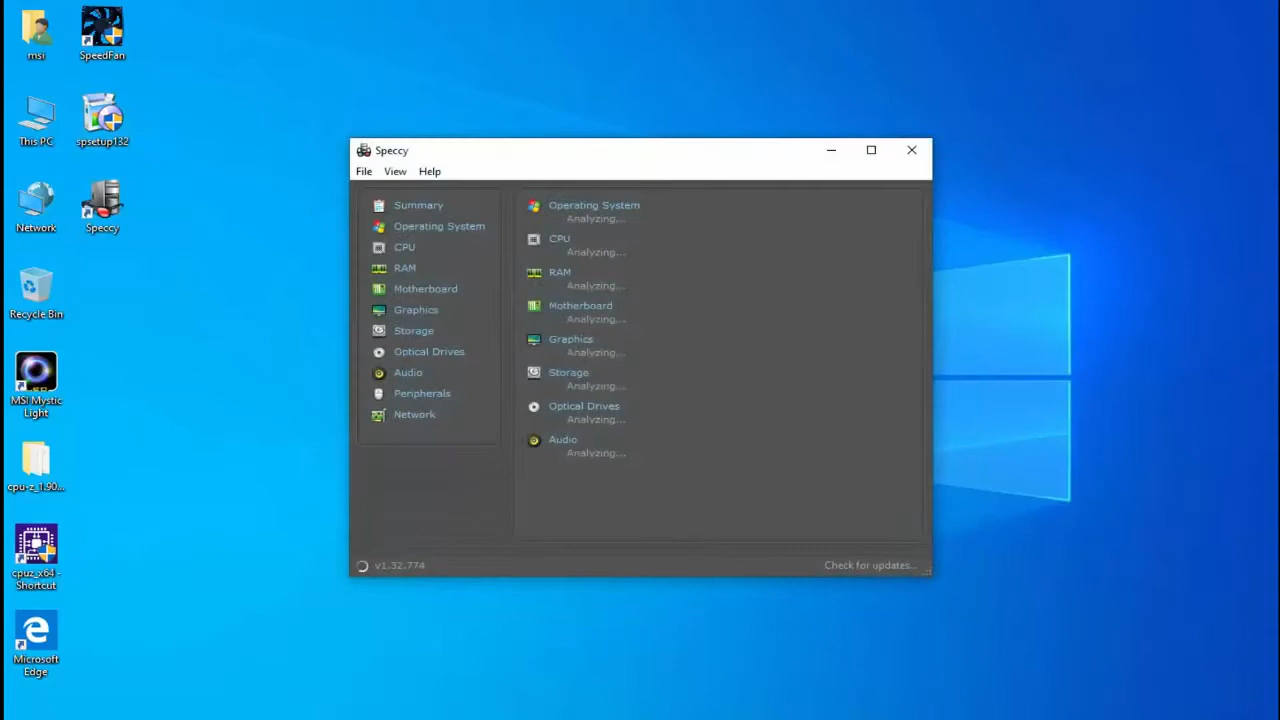 msi
SpeedFan
This PC
spsetup132
Network
Speccy
Recycle Bin
MSI Mystic
Light
cpu-z_1.90...
cpuz_x64 -
Shortcut
Microsoft
Edge
Speccy
File View Help
Summary
Operating System
CPU
RAM
Motherboard
Graphics
Storage
Optical Drives
Audio
Peripherals
Network
Operating System
Analyzing...
CPU
Analyzing...
RAM
Analyzing...
Motherboard
Analyzing...
Graphics
Analyzing...
Storage
Analyzing...
Optical Drives
Analyzing...
Audio
Analyzing...
v1.32.774
Check for updates...